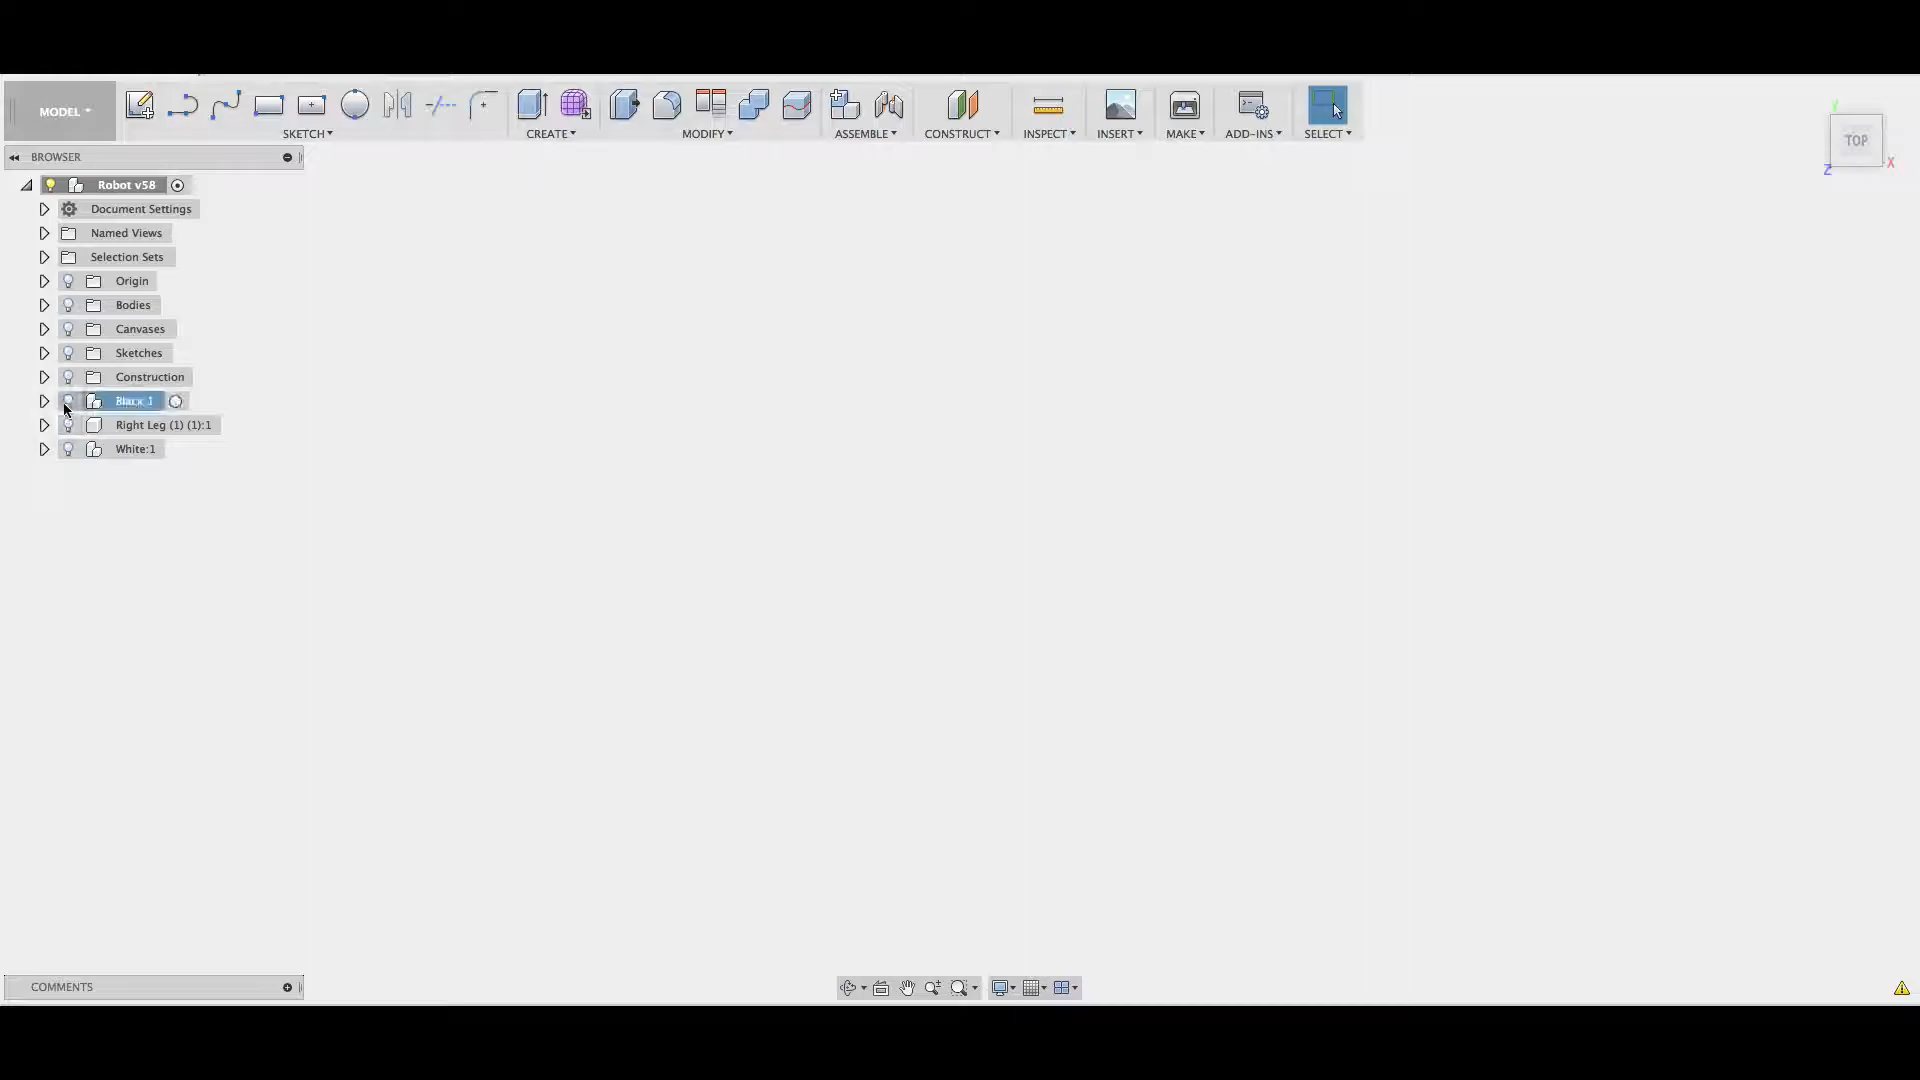 MODEL
SKETCH
CREATE
MODIFY
ASSEMBLE
CONSTRUCT
INSPECT
INSERT
MAKE
ADD-INS
SELECT
Y
TOP
X
Z
BROWSER
Robot v58
Document Settings
Named Views
Selection Sets
Origin
Bodies
Canvases
Sketches
Construction
Black:1
Right Leg (1) (1):1
White:1
COMMENTS